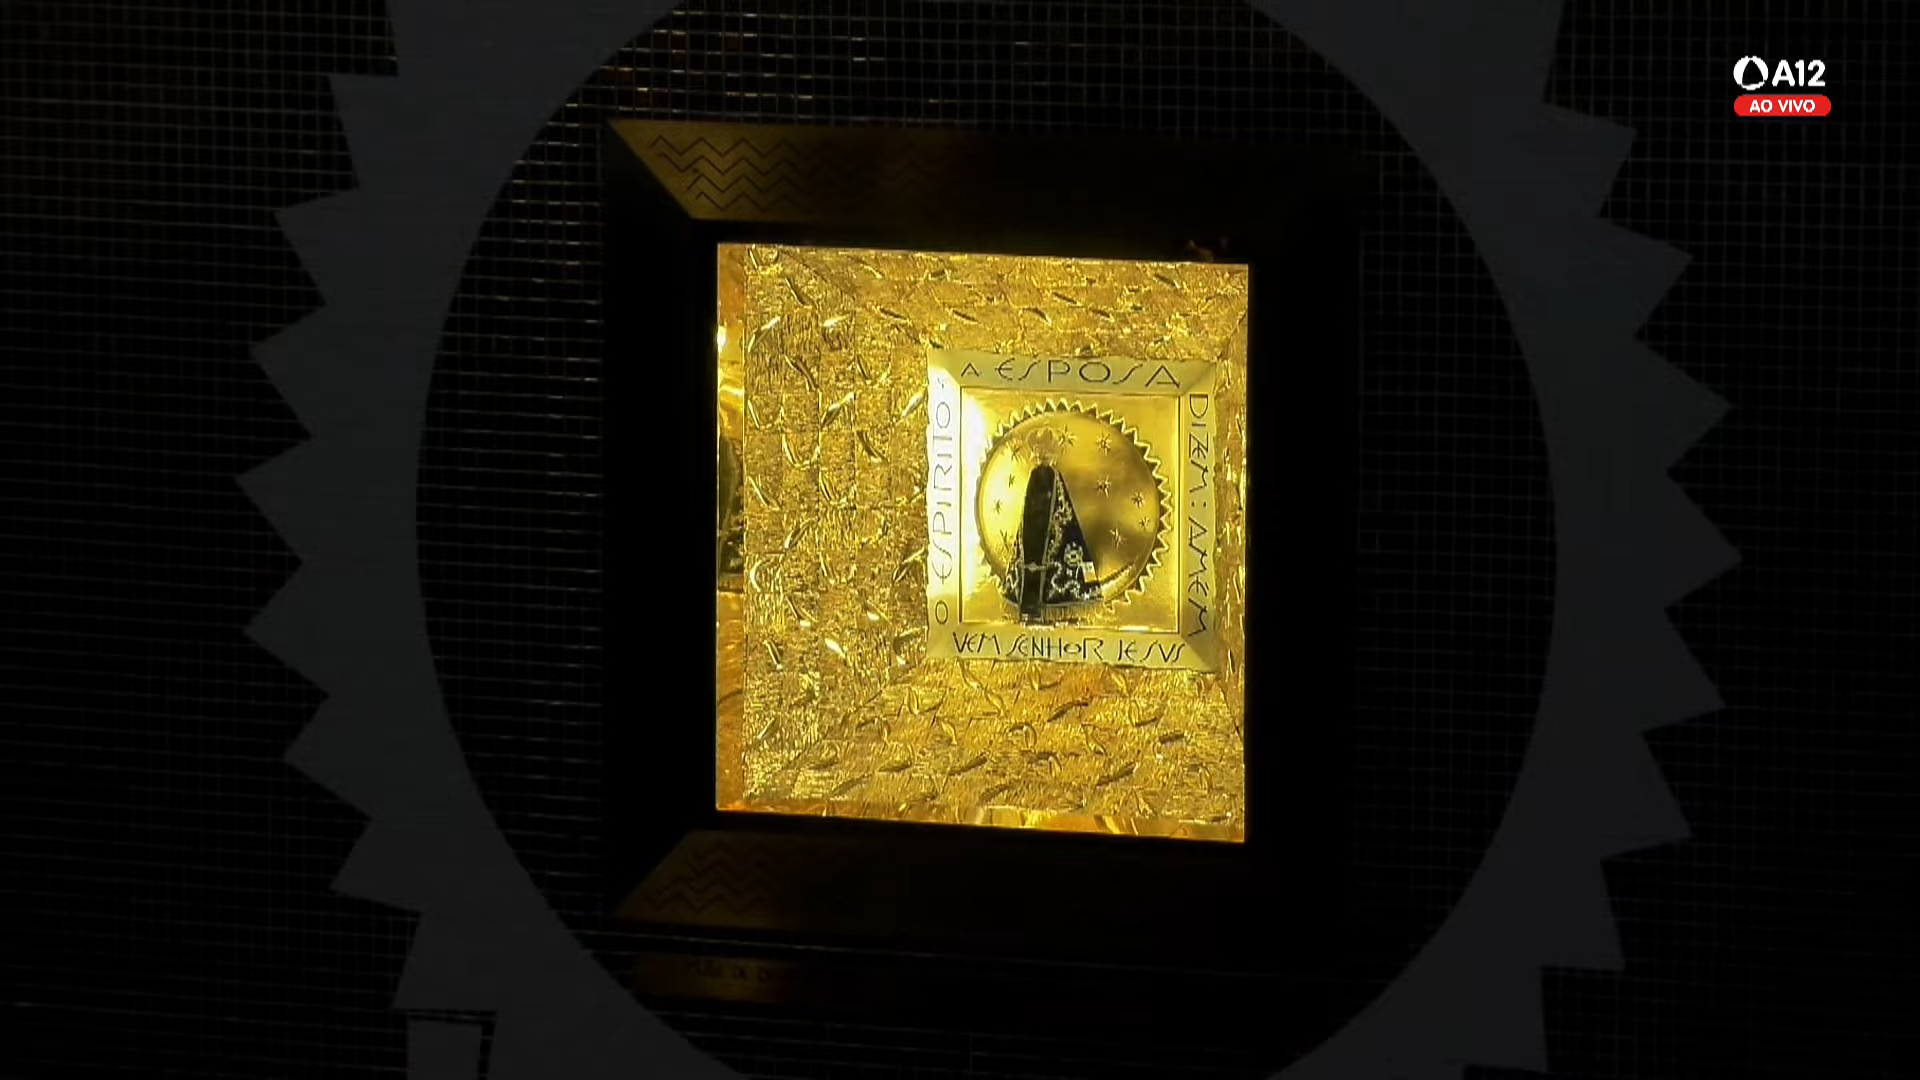 A12
AO VIVO
A ESPOSA
O ESPIRITO E
DIZEM: AMEM
VEM SENHOR JESUS